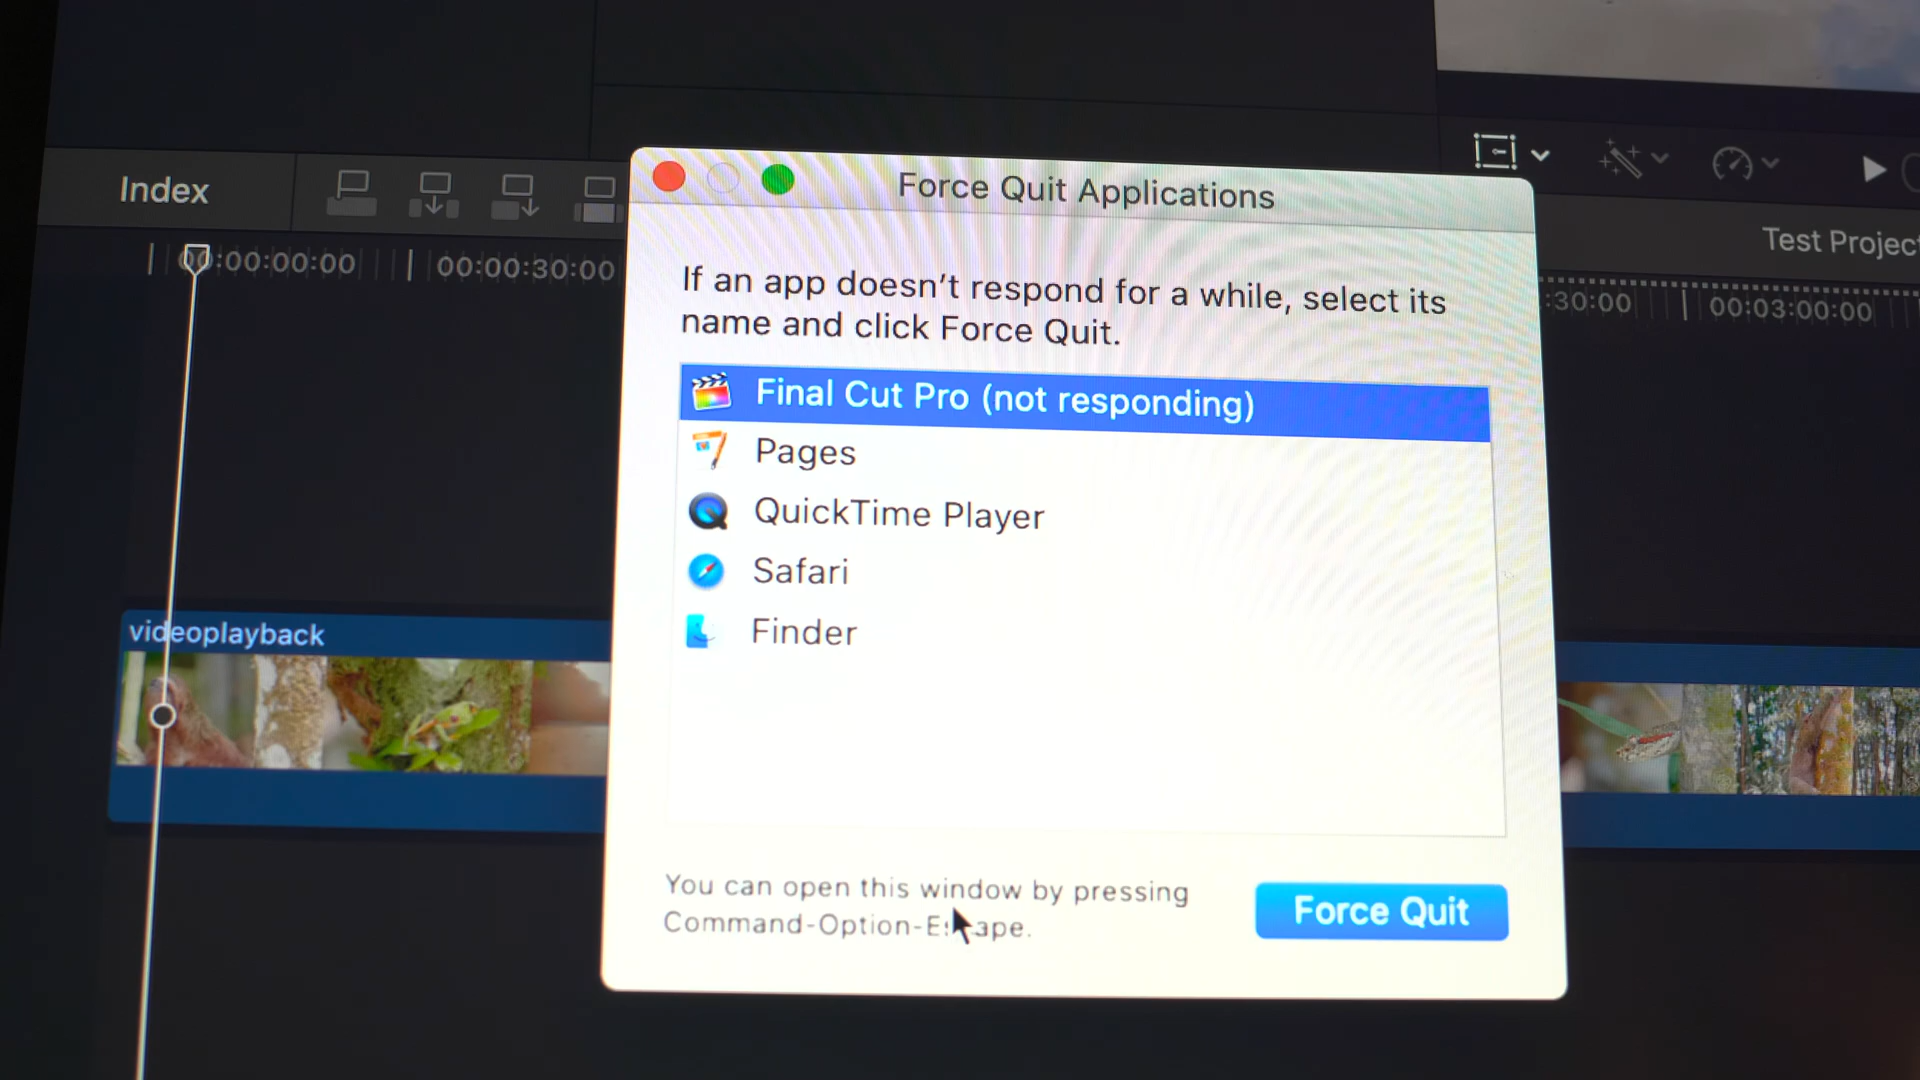 Index
Force Quit Applications
Test Projec
00:00:00:00
00:00:30:00
:30:00
00:03:00:00
If an app doesn’t respond for a while, select its
name and click Force Quit.
Final Cut Pro (not responding)
Pages
QuickTime Player
Safari
Finder
videoplayback
You can open this window by pressing
Command-Option-Escape.
Force Quit